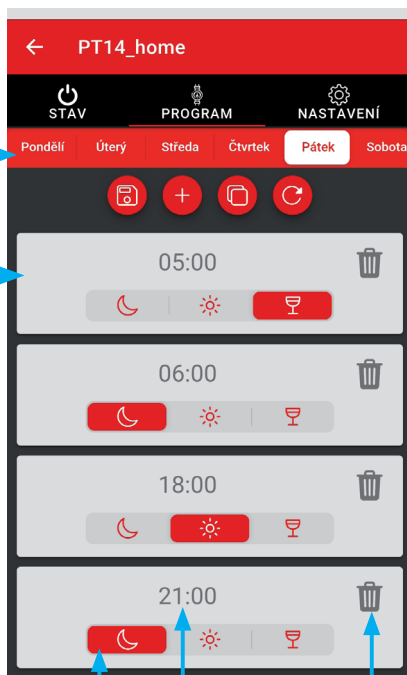 PT14_home
STAV PROGRAM NASTAVENÍ
Pondělí Úterý Středa Čtvrtek Pátek Sobota
05:00
06:00
18:00
21:00